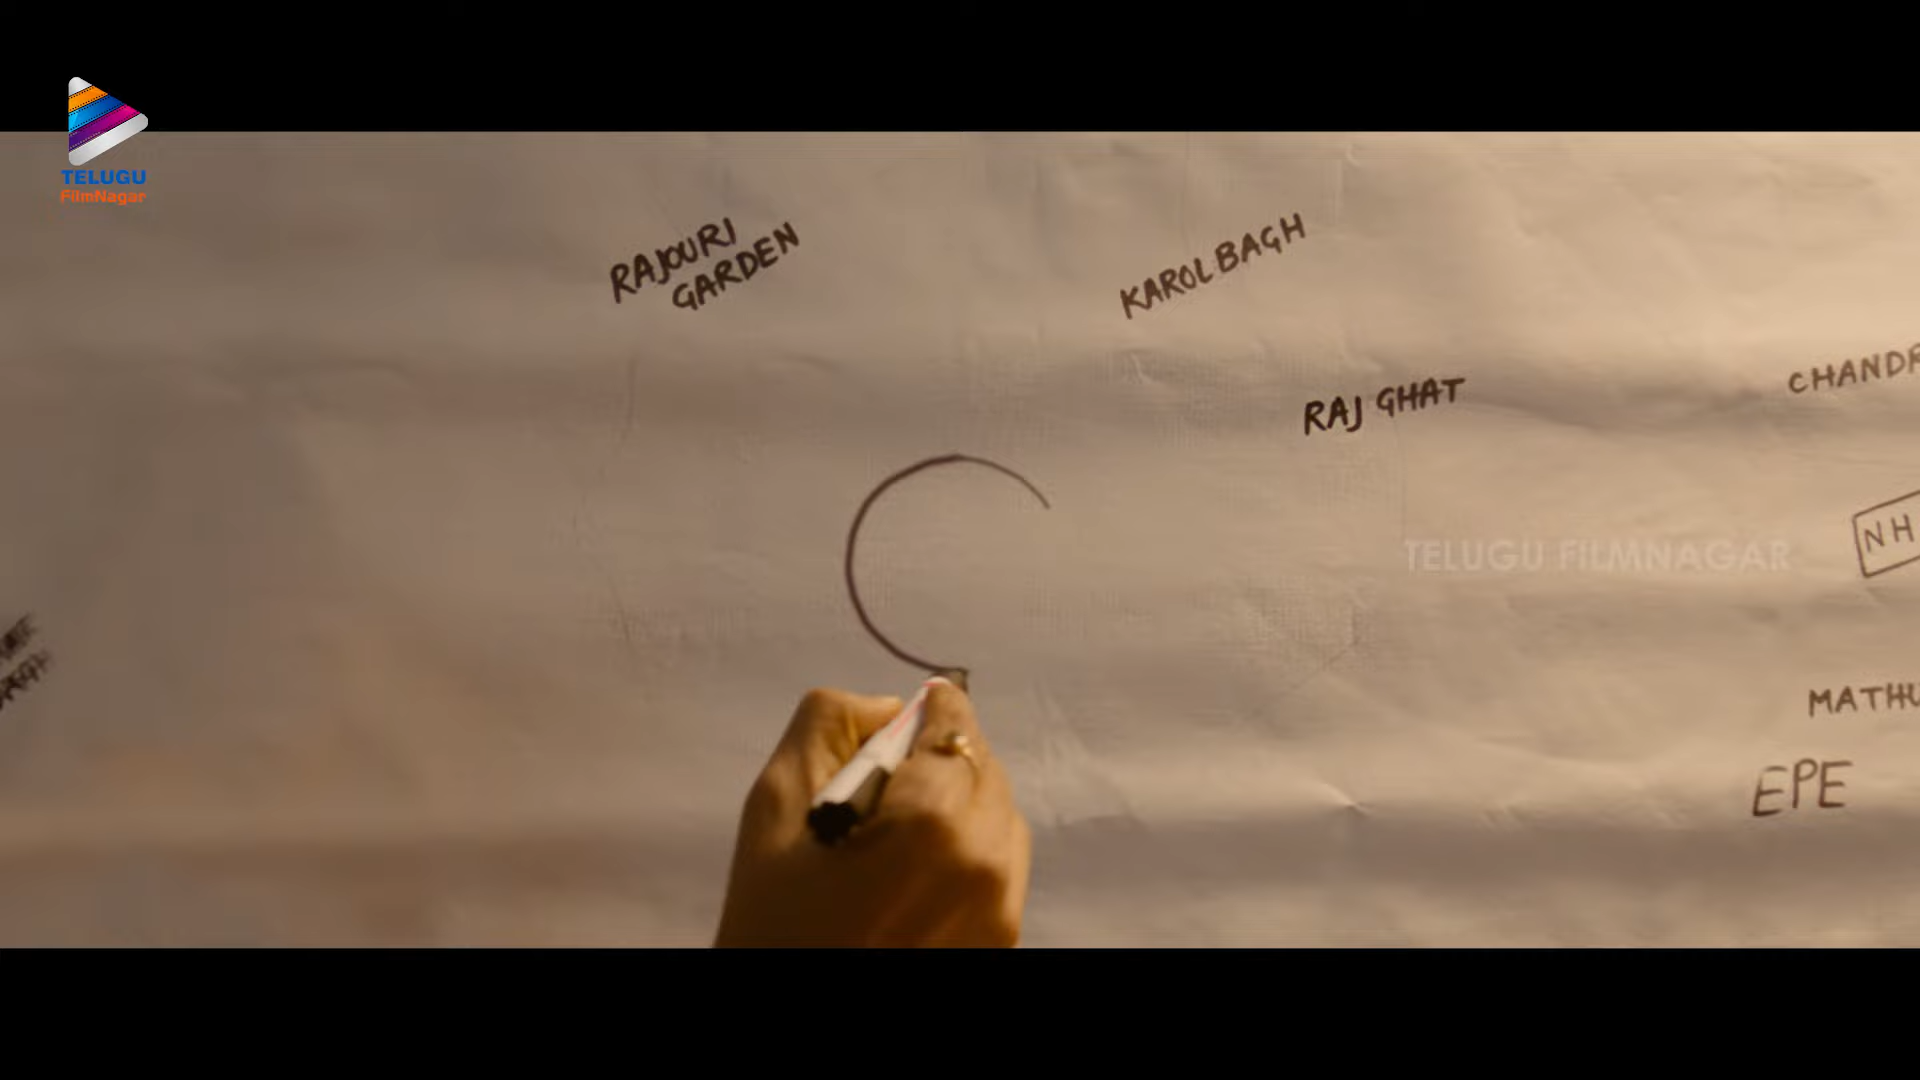 TELUGU
FilmNagar
RAJOURI
GARDEN
KAROL BAGH
RAJ GHAT
CHANDR
NH
TELUGU FILMNAGAR
MATHU
EPE